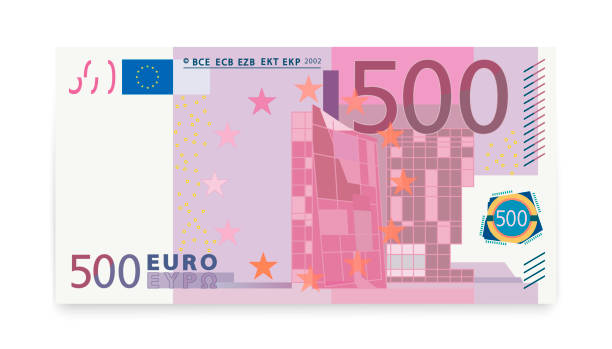 © BCE ECB EZB EKT EKP 2002
500
500
500 EURO
ΕΥΡΩ